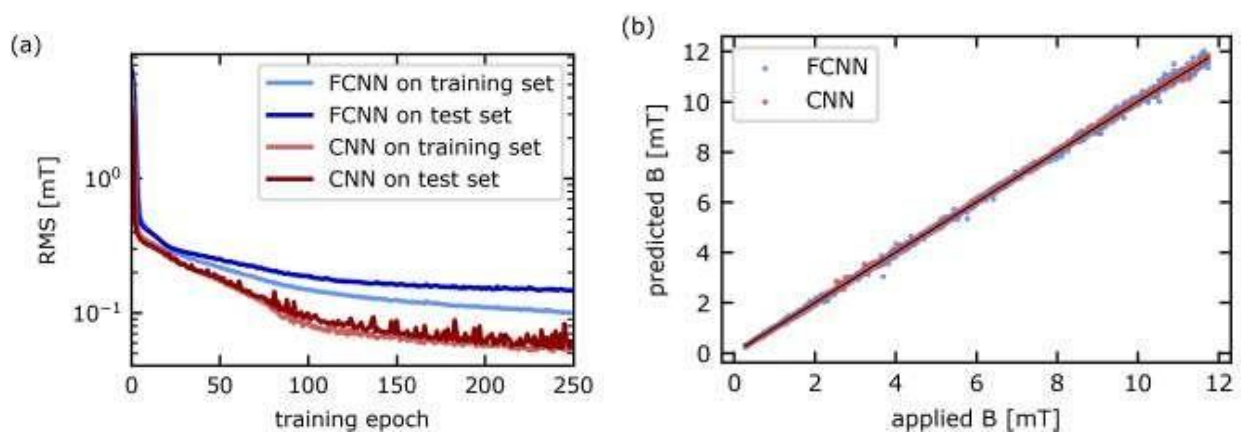 (a)
RMS [mT]
10⁰
10⁻¹
FCNN on training set
FCNN on test set
CNN on training set
CNN on test set
0 50 100 150 200 250
training epoch
(b)
predicted B [mT]
12
10
8
6
4
2
0
FCNN
CNN
0 2 4 6 8 10 12
applied B [mT]